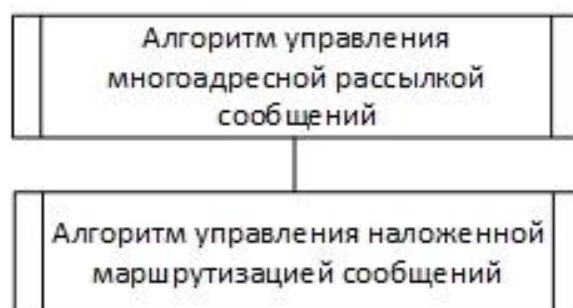 Алгоритм управления
многоадресной рассылкой
сообщений
Алгоритм управления наложенной
маршрутизацией сообщений